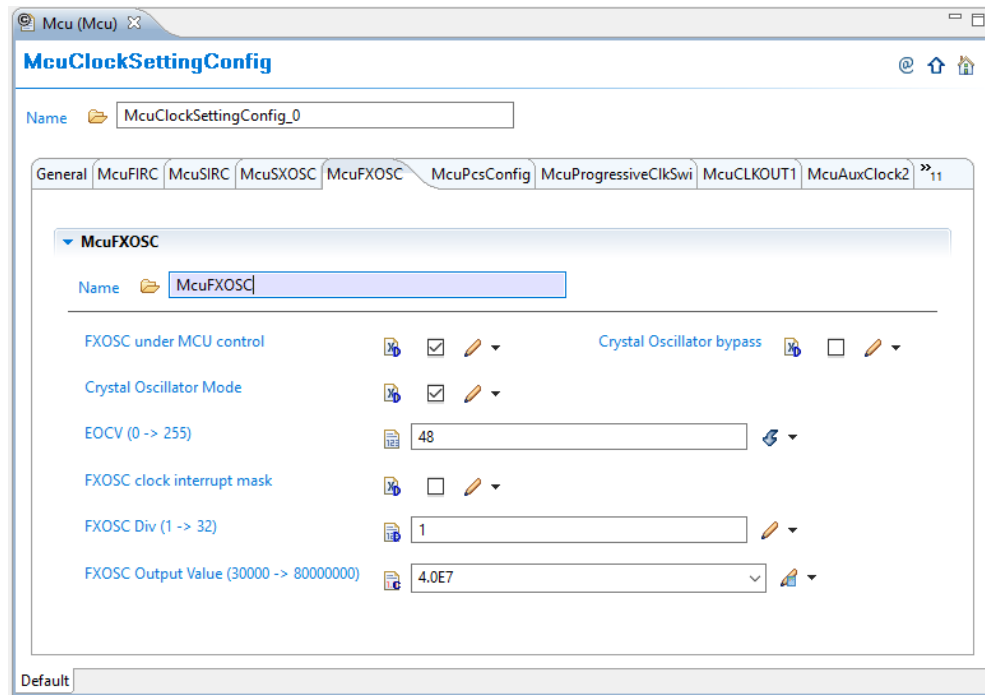 Mcu (Mcu)
McuClockSettingConfig
Name McuClockSettingConfig_0
General McuFIRC McuSIRC McuSXOSC McuFXOSC McuPcsConfig McuProgressiveClkSwi McuCLKOUT1 McuAuxClock2 »11
McuFXOSC
Name McuFXOSC
FXOSC under MCU control Crystal Oscillator bypass
Crystal Oscillator Mode
EOCV (0 -> 255) 48
FXOSC clock interrupt mask
FXOSC Div (1 -> 32) 1
FXOSC Output Value (30000 -> 80000000) 4.0E7
Default